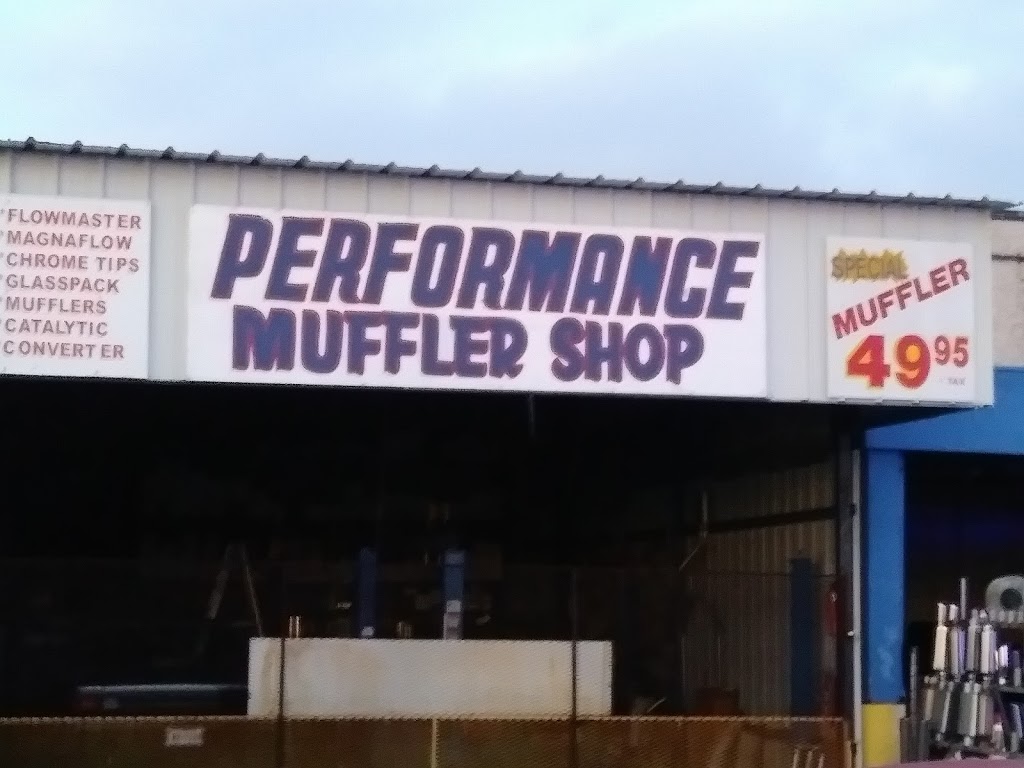 FLOWMASTER
MAGNAFLOW
CHROME TIPS
GLASSPACK
MUFFLERS
CATALYTIC
CONVERTER
PERFORMANCE
MUFFLER SHOP
SPECIAL
MUFFLER
49 95